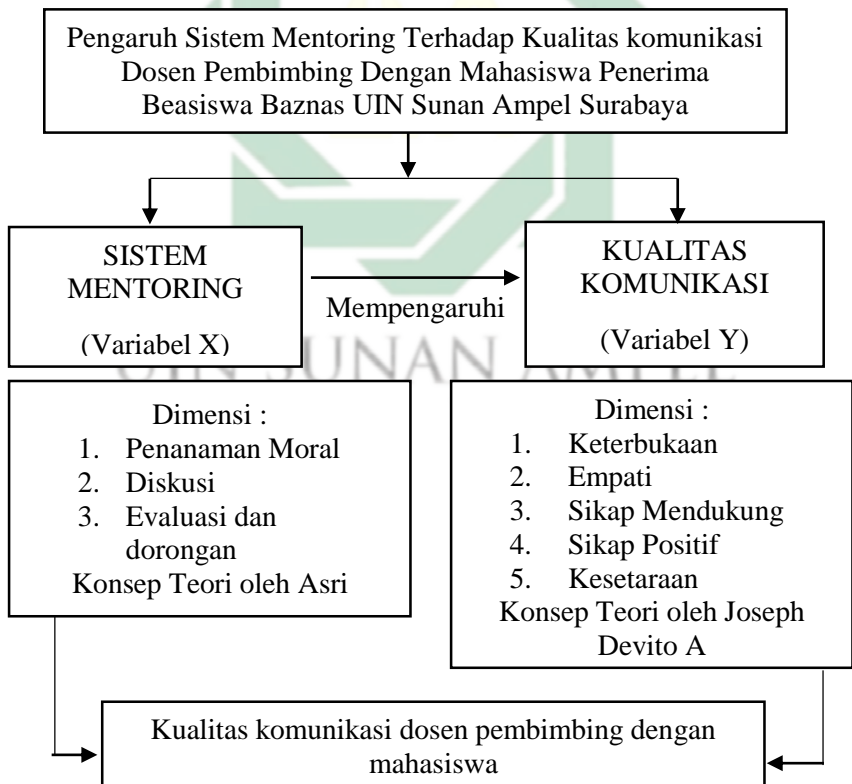 Pengaruh Sistem Mentoring Terhadap Kualitas komunikasi
Dosen Pembimbing Dengan Mahasiswa Penerima
Beasiswa Baznas UIN Sunan Ampel Surabaya
SISTEM
MENTORING
(Variabel X)
Mempengaruhi
KUALITAS
KOMUNIKASI
(Variabel Y)
UIN SUNAN AMPEL
Dimensi :
1. Penanaman Moral
2. Diskusi
3. Evaluasi dan
dorongan
Konsep Teori oleh Asri
Dimensi :
1. Keterbukaan
2. Empati
3. Sikap Mendukung
4. Sikap Positif
5. Kesetaraan
Konsep Teori oleh Joseph
Devito A
Kualitas komunikasi dosen pembimbing dengan
mahasiswa